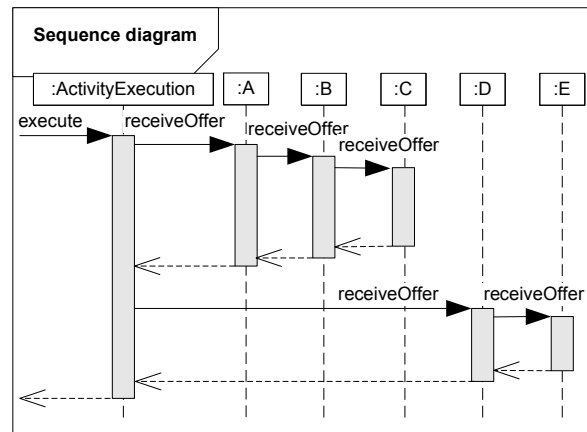 Sequence diagram
:ActivityExecution :A :B :C :D :E
execute receiveOffer
receiveOffer
receiveOffer
receiveOffer receiveOffer